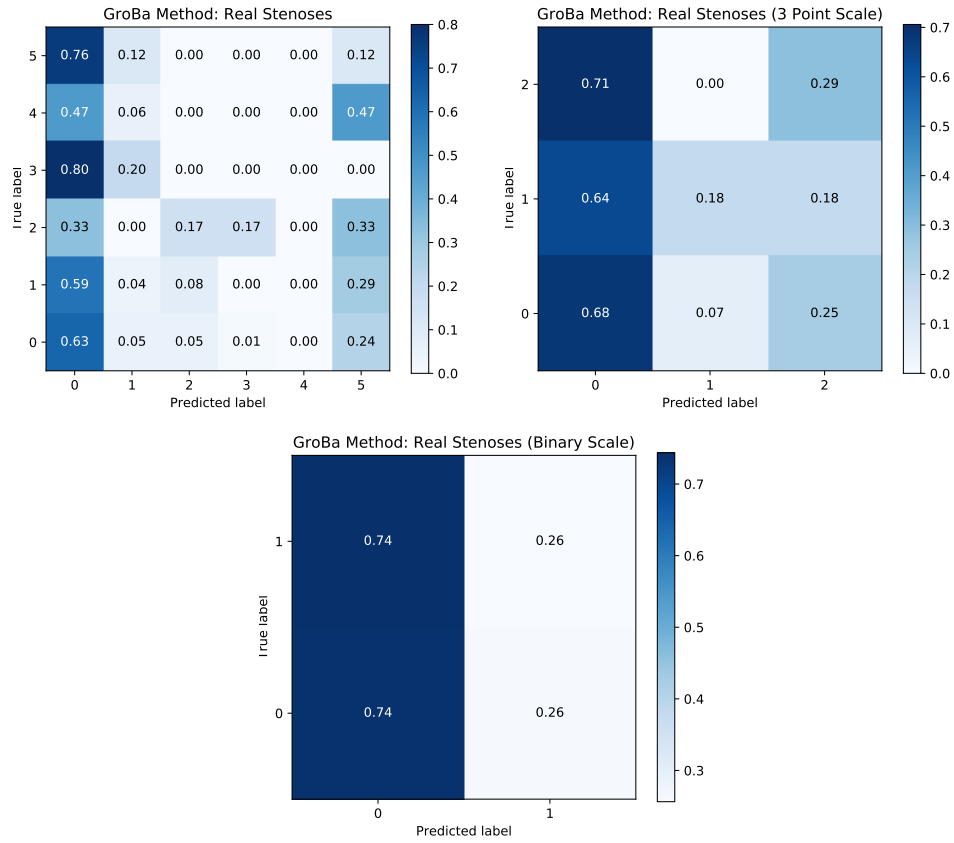 GroBa Method: Real Stenoses
5 0.76 0.12 0.00 0.00 0.00 0.12
4 0.47 0.06 0.00 0.00 0.00 0.47
3 0.80 0.20 0.00 0.00 0.00 0.00
2 0.33 0.00 0.17 0.17 0.00 0.33
1 0.59 0.04 0.08 0.00 0.00 0.29
0 0.63 0.05 0.05 0.01 0.00 0.24
0 1 2 3 4 5
Predicted label
True label
0.8
0.7
0.6
0.5
0.4
0.3
0.2
0.1
0.0
GroBa Method: Real Stenoses (3 Point Scale)
2 0.71 0.00 0.29
1 0.64 0.18 0.18
0 0.68 0.07 0.25
0 1 2
Predicted label
True label
0.7
0.6
0.5
0.4
0.3
0.2
0.1
0.0
GroBa Method: Real Stenoses (Binary Scale)
1 0.74 0.26
0 0.74 0.26
0 1
Predicted label
True label
0.7
0.6
0.5
0.4
0.3